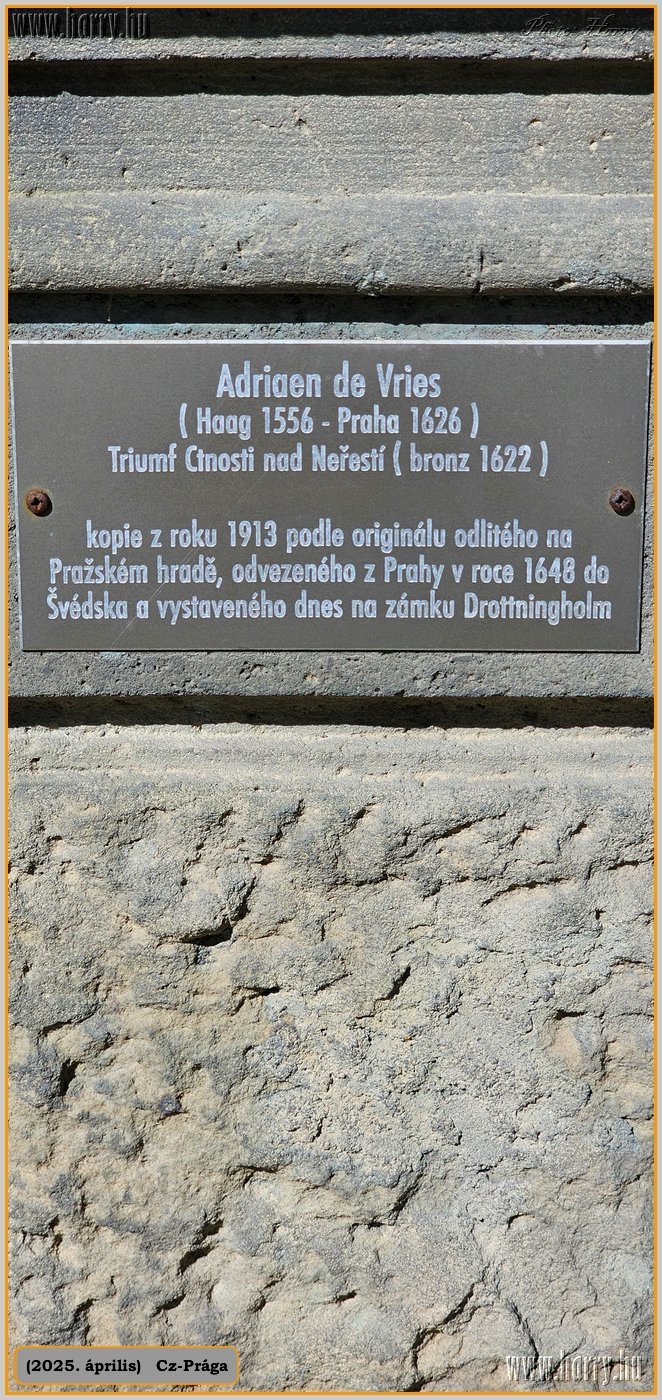 www.horry.hu
Photo: Horry
Adriaen de Vries
( Haag 1556 - Praha 1626 )
Triumf Ctnosti nad Neřestí ( bronz 1622 )
kopie z roku 1913 podle originálu odlitého na
Pražském hradě, odvezeného z Prahy v roce 1648 do
Švédska a vystaveného dnes na zámku Drottningholm
(2025. április) Cz-Prága
www.horry.hu